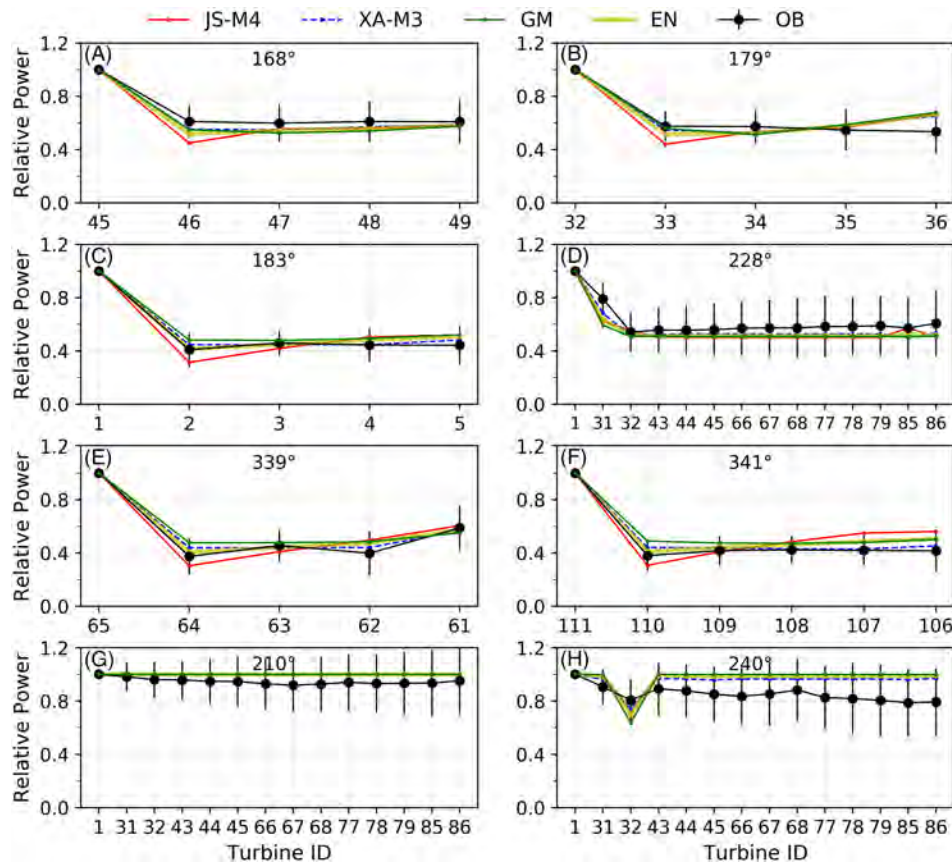 JS-M4 XA-M3 GM EN OB
(A) 168°
(B) 179°
Relative Power
1.2
0.8
0.4
0.0
45 46 47 48 49
Relative Power
1.2
0.8
0.4
0.0
32 33 34 35 36
(C) 183°
(D) 228°
Relative Power
1.2
0.8
0.4
0.0
1 2 3 4 5
Relative Power
1.2
0.8
0.4
0.0
1 31 32 43 44 45 66 67 68 77 78 79 85 86
(E) 339°
(F) 341°
Relative Power
1.2
0.8
0.4
0.0
65 64 63 62 61
Relative Power
1.2
0.8
0.4
0.0
111 110 109 108 107 106
(G) 210°
(H) 240°
Relative Power
1.2
0.8
0.4
0.0
1 31 32 43 44 45 66 67 68 77 78 79 85 86
Turbine ID
Relative Power
1.2
0.8
0.4
0.0
1 31 32 43 44 45 66 67 68 77 78 79 85 86
Turbine ID